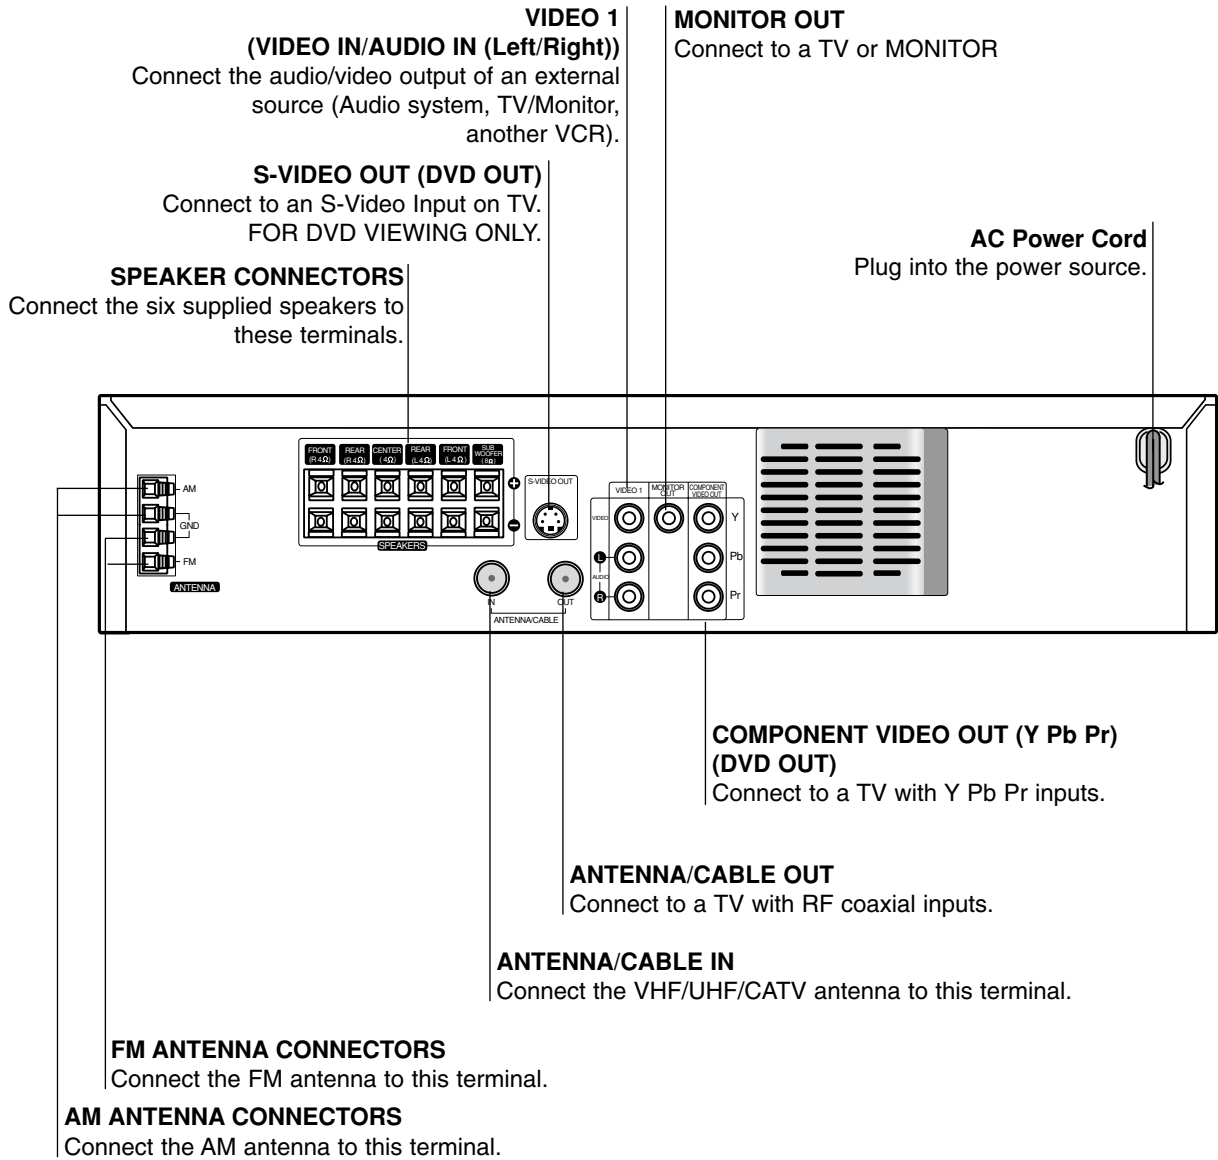 VIDEO 1
(VIDEO IN/AUDIO IN (Left/Right))
Connect the audio/video output of an external
source (Audio system, TV/Monitor,
another VCR).
MONITOR OUT
Connect to a TV or MONITOR
S-VIDEO OUT (DVD OUT)
Connect to an S-Video Input on TV.
FOR DVD VIEWING ONLY.
AC Power Cord
Plug into the power source.
SPEAKER CONNECTORS
Connect the six supplied speakers to
these terminals.
AM
GND
FM
ANTENNA
FRONT
(R 4Ω)
REAR
(R 4Ω)
CENTER
(4Ω)
REAR
(L 4Ω)
FRONT
(L 4Ω)
SUB
WOOFER
(8Ω)
SPEAKERS
S-VIDEO OUT
IN
OUT
ANTENNA/CABLE
VIDEO 1
MONITOR
OUT
COMPONENT
VIDEO OUT
VIDEO
L
AUDIO
R
Y
Pb
Pr
COMPONENT VIDEO OUT (Y Pb Pr)
(DVD OUT)
Connect to a TV with Y Pb Pr inputs.
ANTENNA/CABLE OUT
Connect to a TV with RF coaxial inputs.
ANTENNA/CABLE IN
Connect the VHF/UHF/CATV antenna to this terminal.
FM ANTENNA CONNECTORS
Connect the FM antenna to this terminal.
AM ANTENNA CONNECTORS
Connect the AM antenna to this terminal.